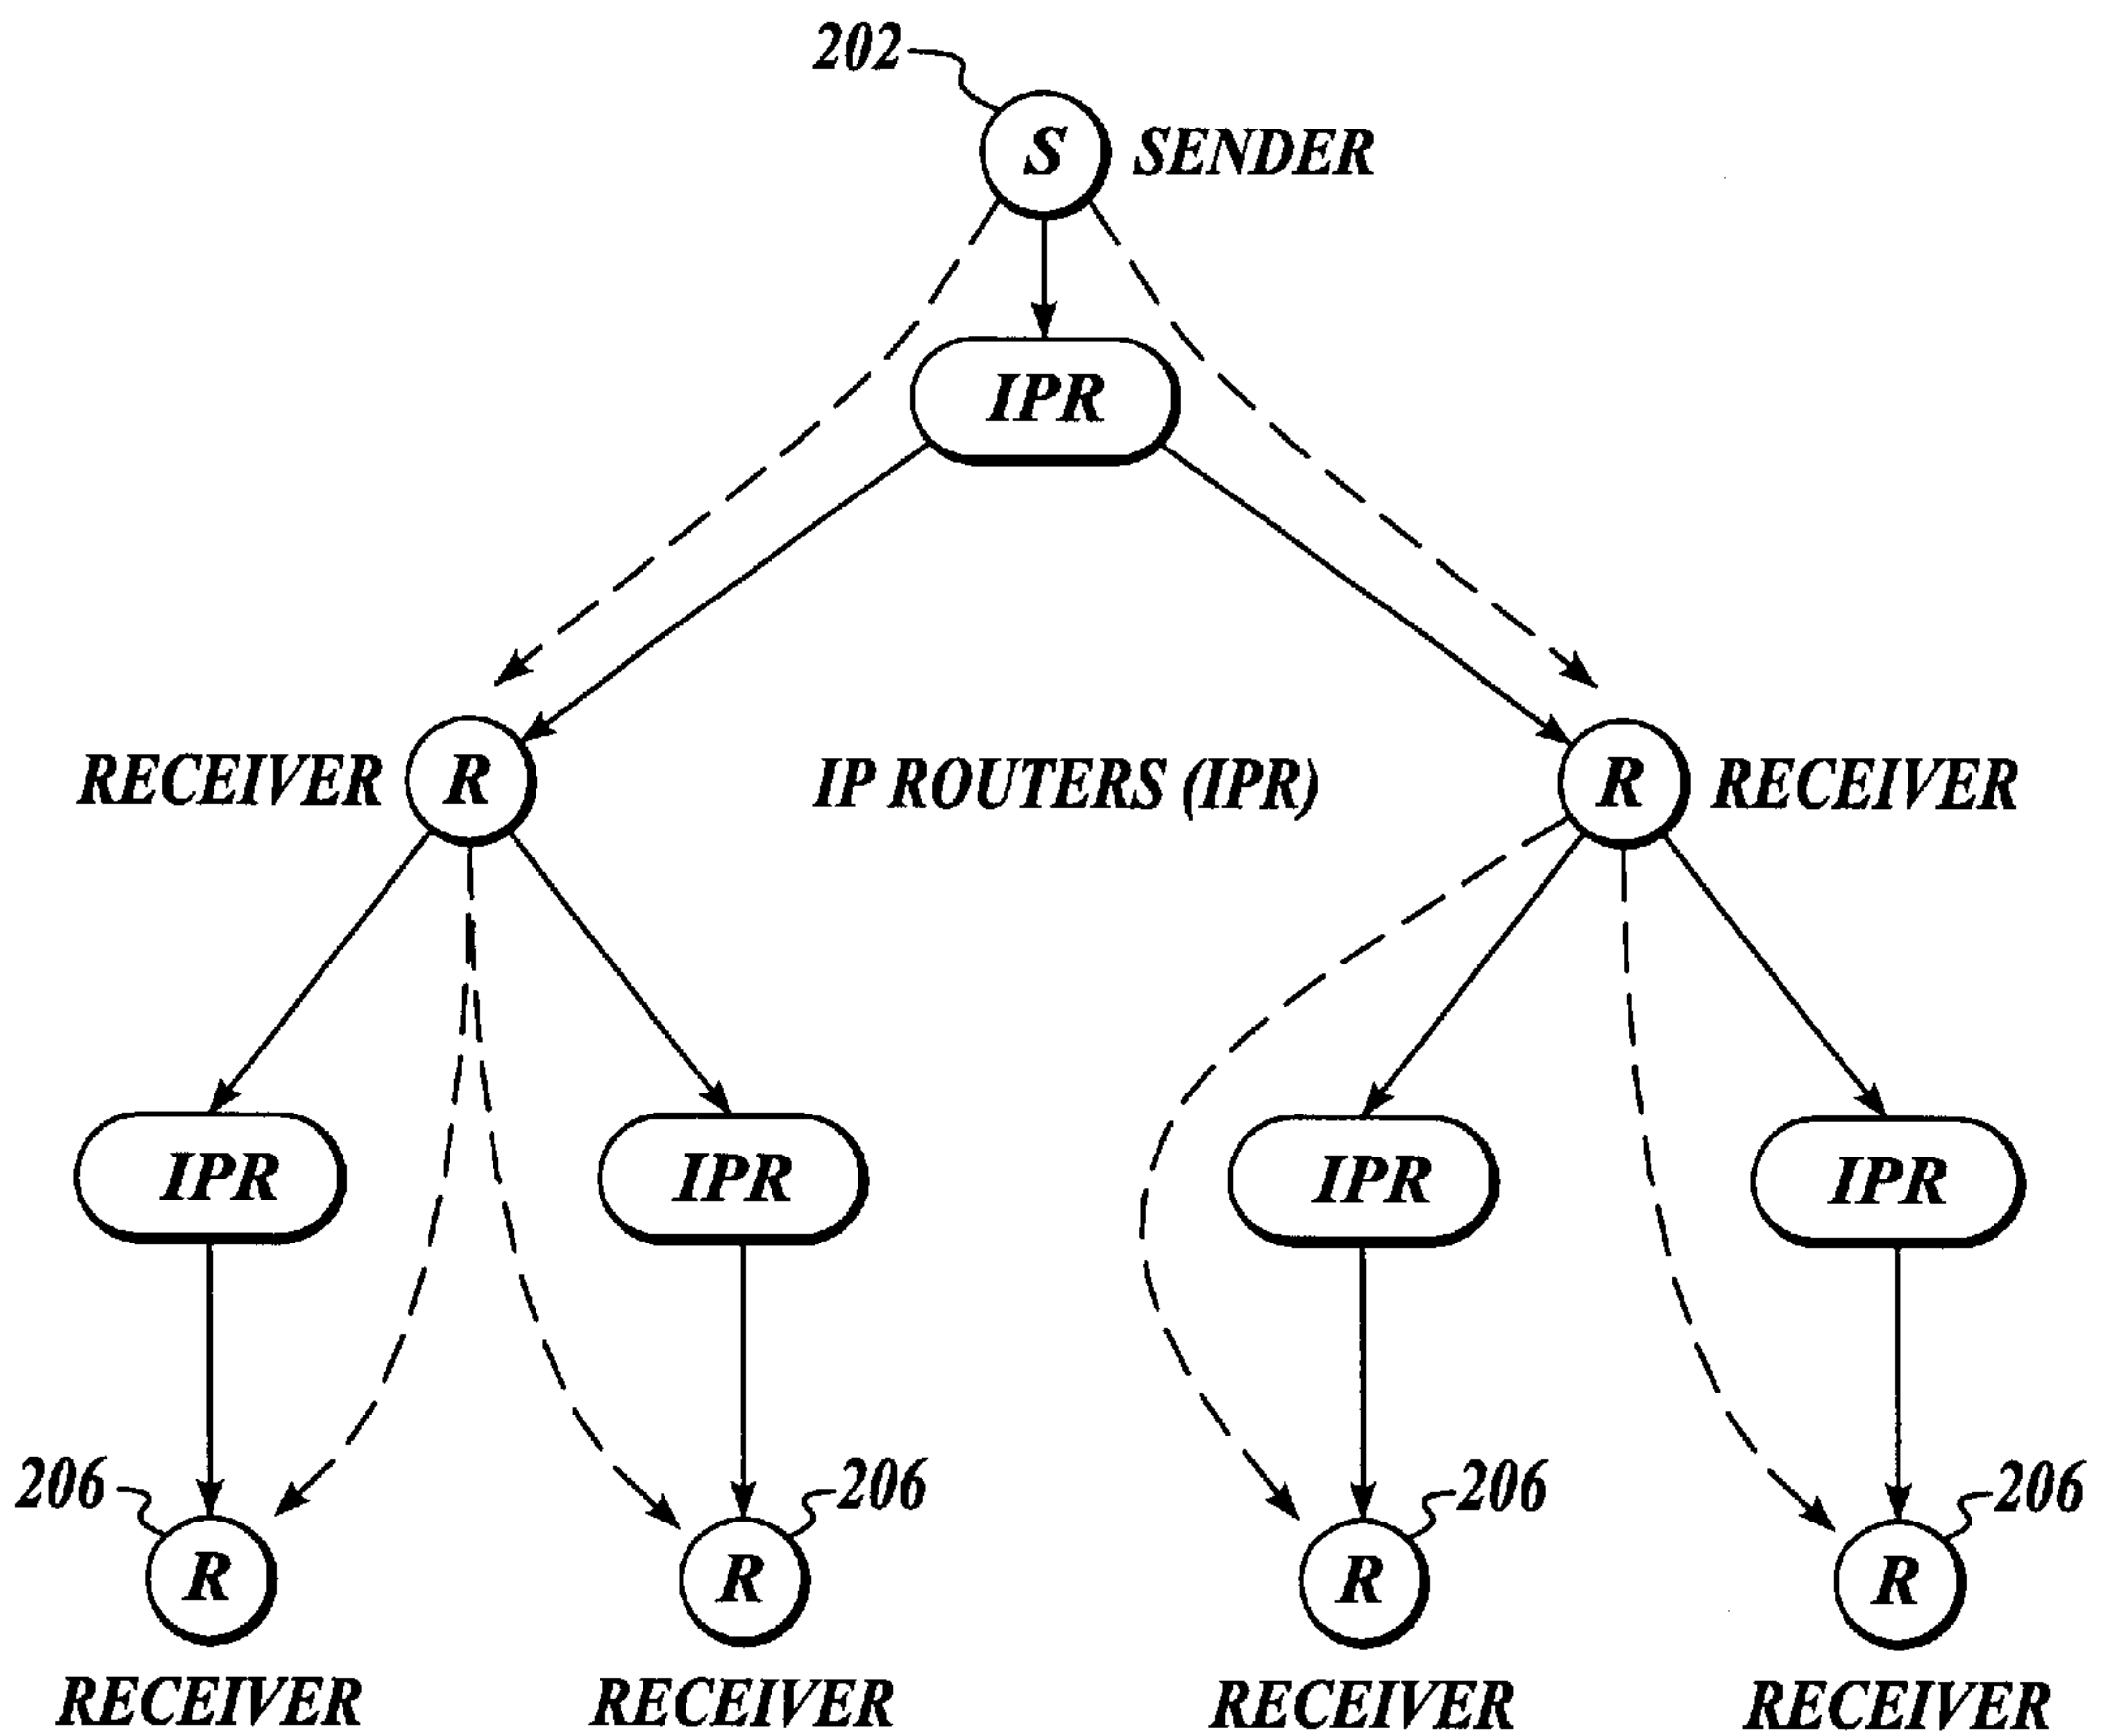 202
S SENDER
IPR
RECEIVER R IP ROUTERS (IPR) R RECEIVER
IPR IPR IPR IPR
206 206 206 206
R R R R
RECEIVER RECEIVER RECEIVER RECEIVER